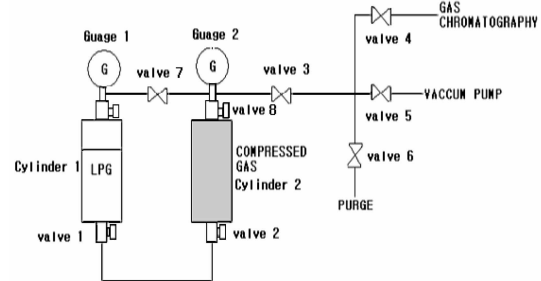 Guage 1
Guage 2
GAS
CHROMATOGRAPHY
valve 4
G
G
valve 7
valve 3
VACCUM PUMP
valve 5
valve 8
Cylinder 1
LPG
COMPRESSED
GAS
Cylinder 2
valve 6
PURGE
valve 1
valve 2